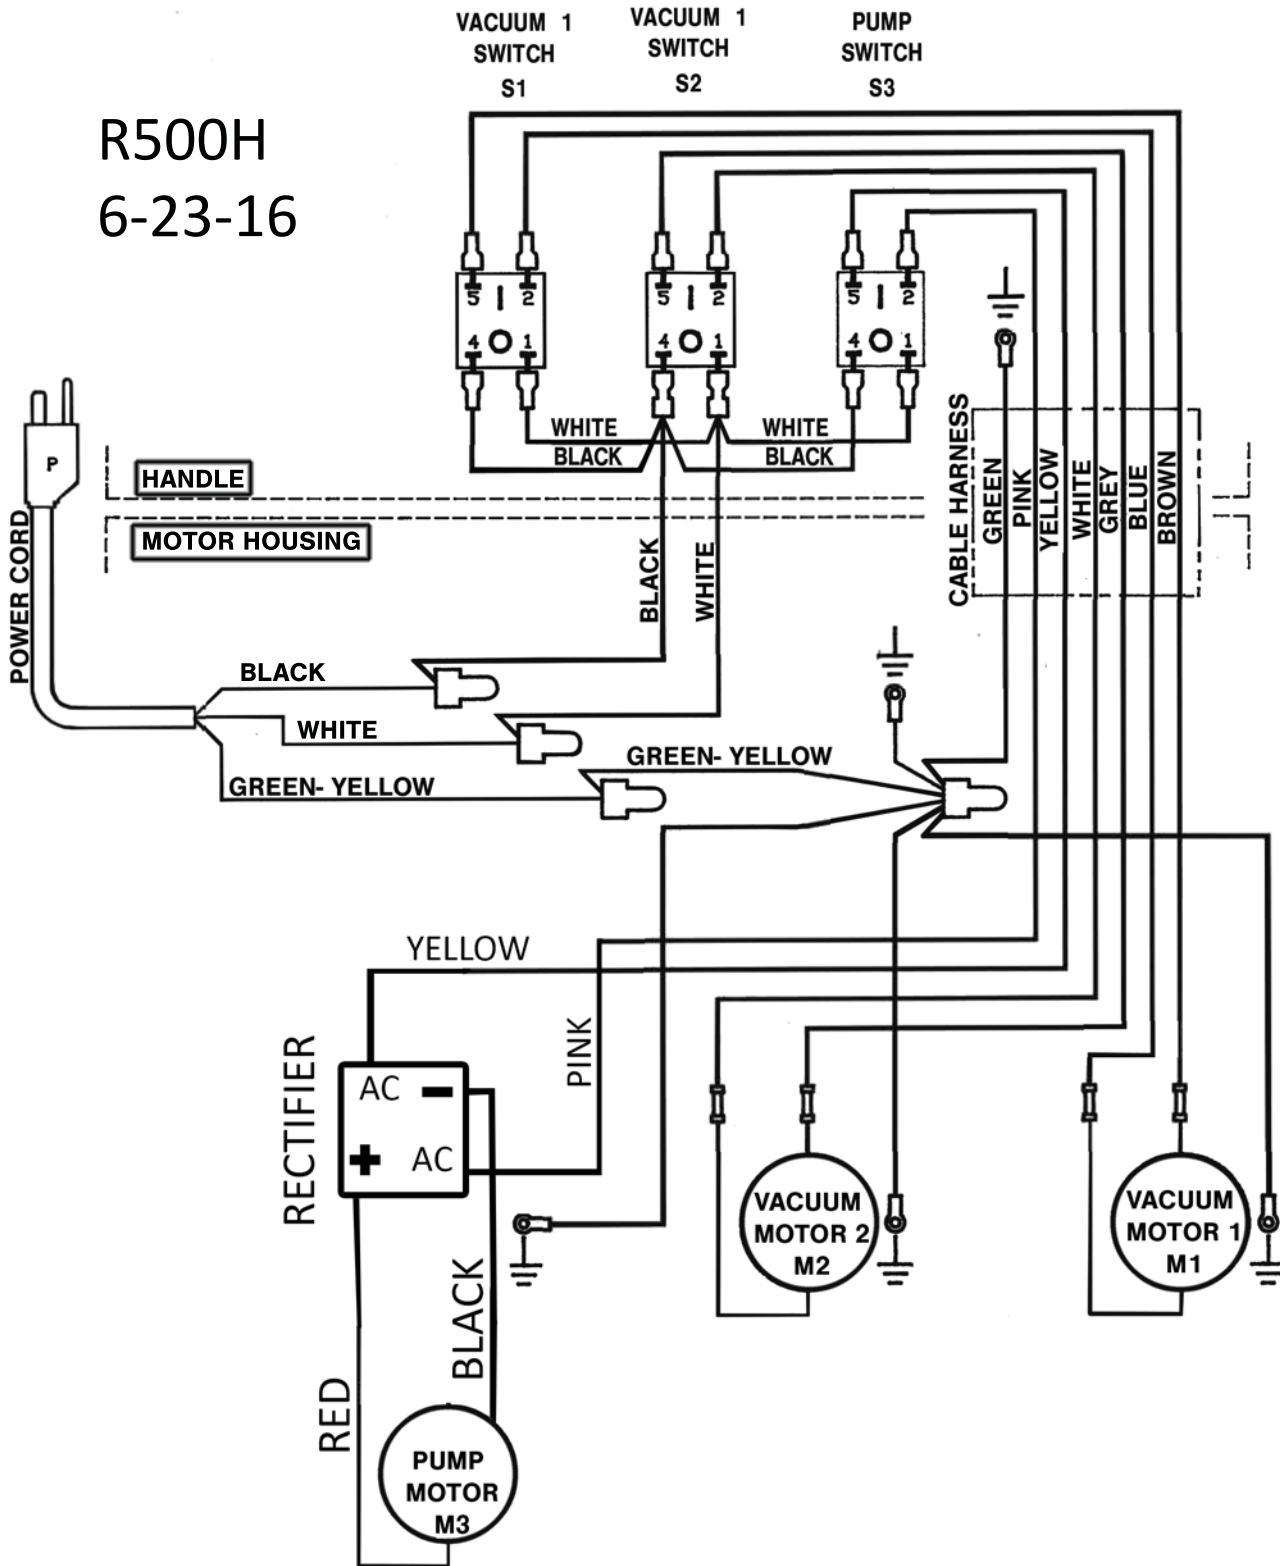 VACUUM 1
SWITCH
S1
VACUUM 1
SWITCH
S2
PUMP
SWITCH
S3
R500H
6-23-16
5 2
4 1
5 2
4 1
5 2
4 1
WHITE
BLACK
WHITE
BLACK
P
HANDLE
MOTOR HOUSING
POWER CORD
CABLE HARNESS
GREEN
PINK
YELLOW
WHITE
GREY
BLUE
BROWN
BLACK
WHITE
BLACK
WHITE
GREEN- YELLOW
GREEN- YELLOW
YELLOW
PINK
RECTIFIER
AC -
+ AC
BLACK
RED
VACUUM
MOTOR 2
M2
VACUUM
MOTOR 1
M1
PUMP
MOTOR
M3